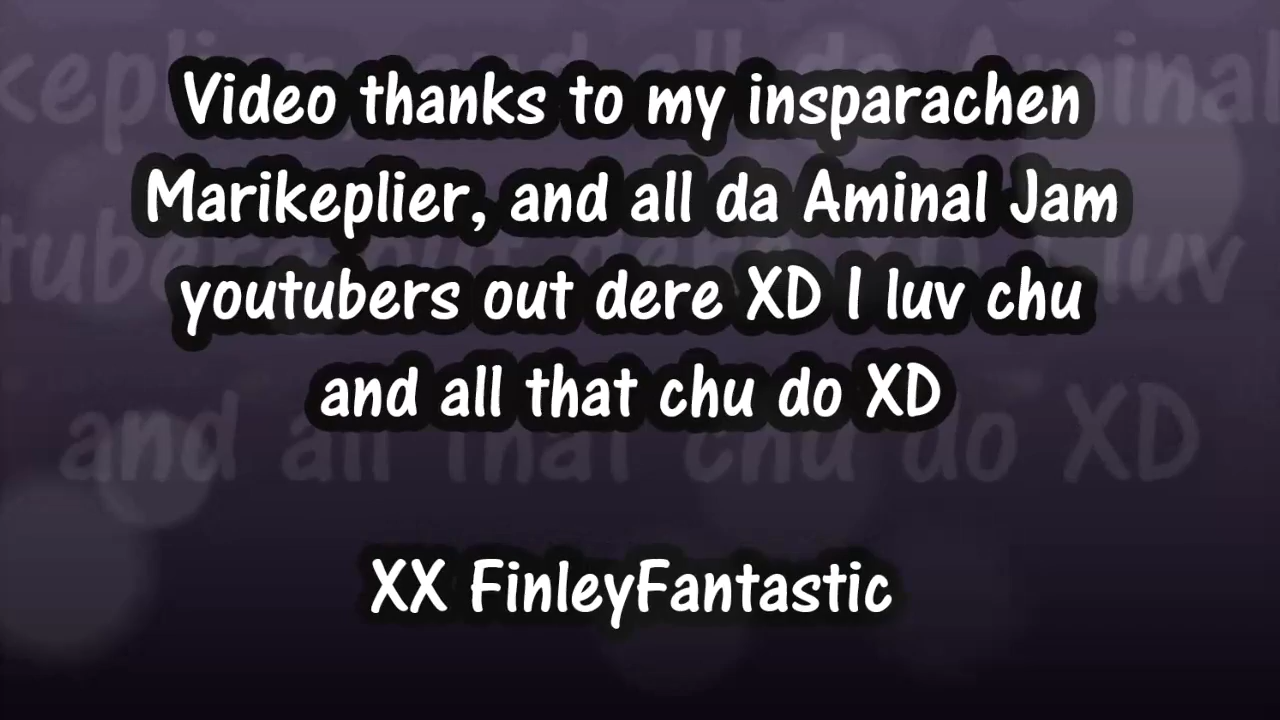 Video thanks to my insparachen
Marikeplier, and all da Aminal Jam
youtubers out dere XD I luv chu
and all that chu do XD
XX FinleyFantastic